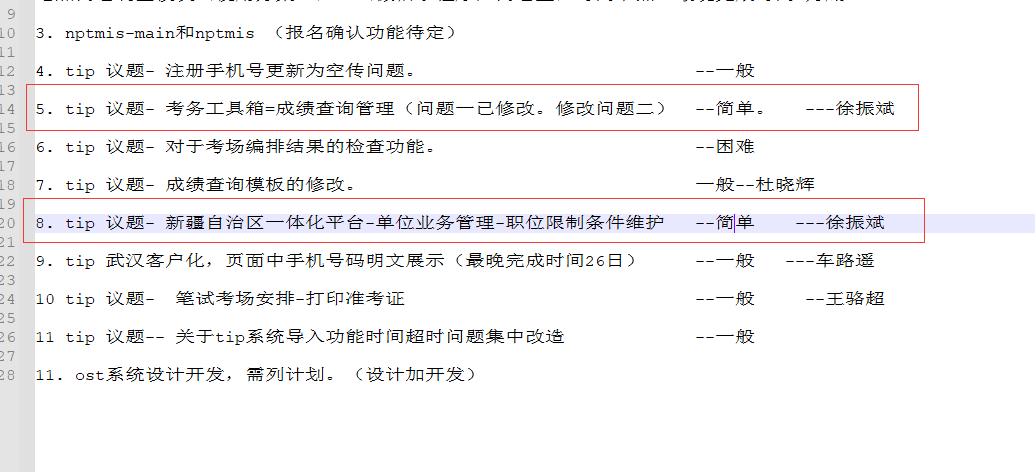 9
10 3. nptmis-main和nptmis （报名确认功能待定）
11
12 4. tip 议题- 注册手机号更新为空传问题。 --一般
13
14 5. tip 议题- 考务工具箱=成绩查询管理（问题一已修改。修改问题二） --简单。 ---徐振斌
15
16 6. tip 议题- 对于考场编排结果的检查功能。 --困难
17
18 7. tip 议题- 成绩查询模板的修改。 一般--杜晓辉
19
20 8. tip 议题- 新疆自治区一体化平台-单位业务管理-职位限制条件维护 --简单 ---徐振斌
21
22 9. tip 武汉客户化，页面中手机号码明文展示（最晚完成时间26日） --一般 ---车路遥
23
24 10 tip 议题- 笔试考场安排-打印准考证 --一般 --王骆超
25
26 11 tip 议题-- 关于tip系统导入功能时间超时问题集中改造 --一般
27
28 11. ost系统设计开发，需列计划。（设计加开发）